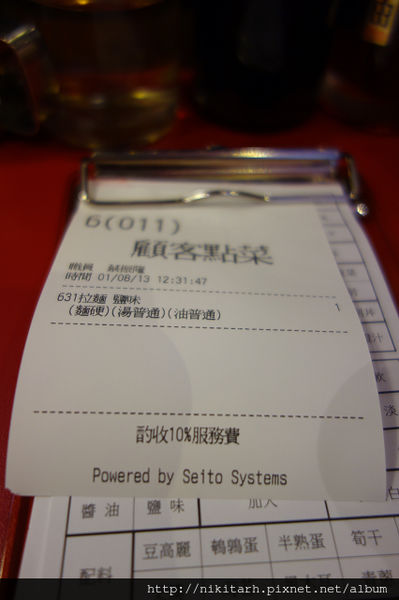 6(011)
顧客點菜
職員
時間 01/08/13 12:31:47
631拉麵 鹽味 1
(麵硬)(湯普通)(油普通)
酌收10%服務費
Powered by Seito Systems
醬油 鹽味 加入
豆高麗 鵪鶉蛋 半熟蛋 筍干
配料
http://nikitarh.pixnet.net/album